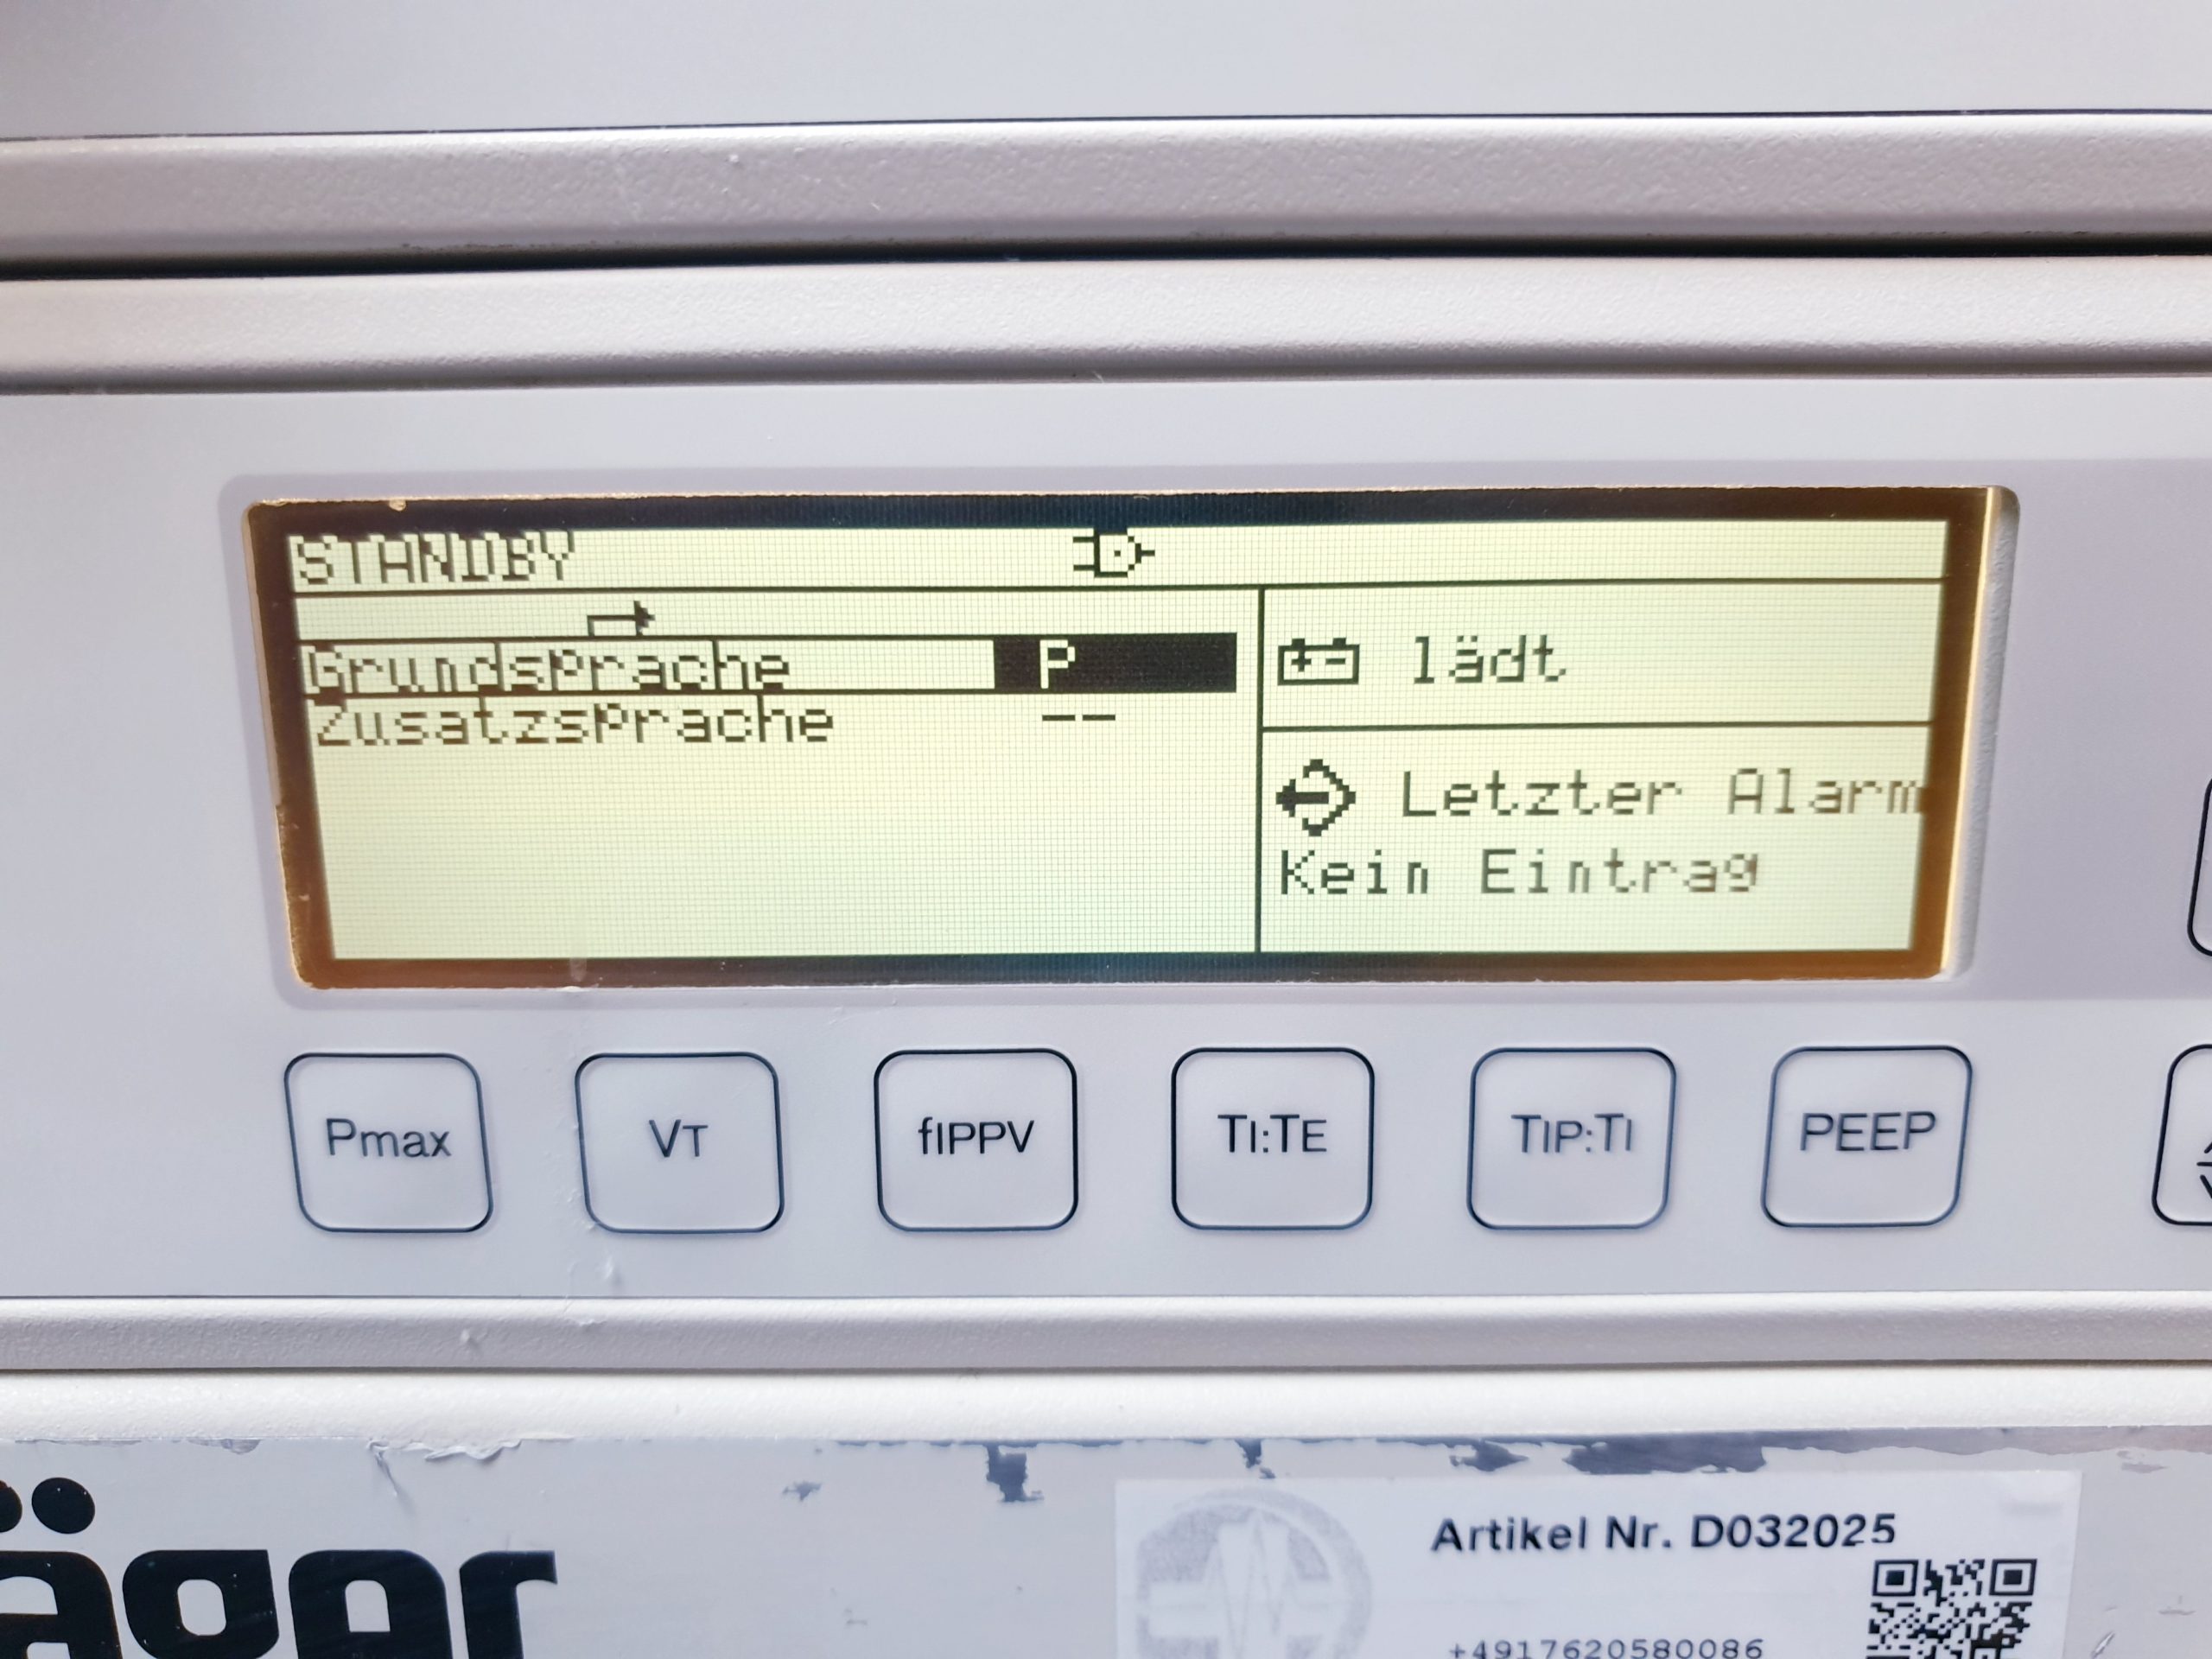 STANDBY
Grundsprache P
Zusatzsprache --
lädt
Letzter Alarm
Kein Eintrag
Pmax VT fIPPV TI:TE TIP:TI PEEP
äger
Artikel Nr. D032025
+4917620580086